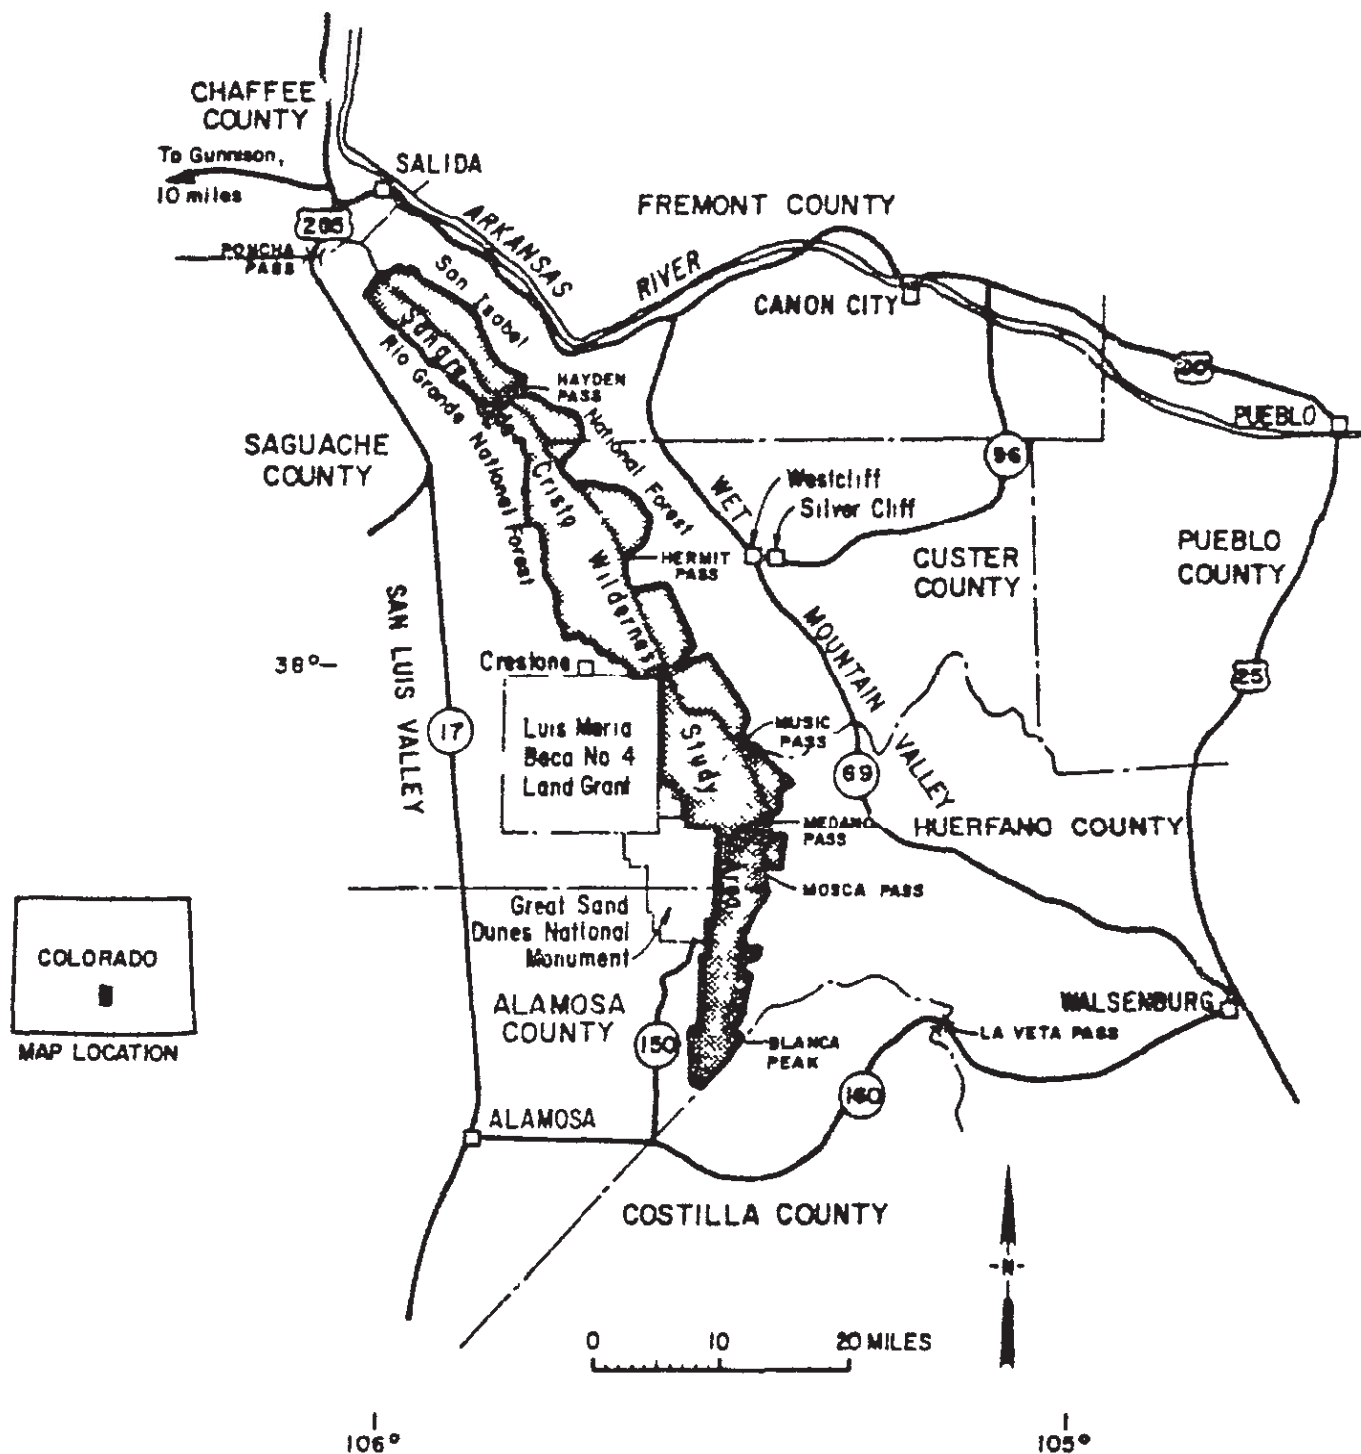 CHAFFEE
COUNTY
To Gunnison,
10 miles
SALIDA
285
PONCHA
PASS
ARKANSAS
RIVER
FREMONT COUNTY
CANON CITY
San Isabel
National Forest
Sangre de Cristo Wilderness Study Area
Rio Grande National Forest
HAYDEN
PASS
50
PUEBLO
SAGUACHE
COUNTY
96
WET MOUNTAIN VALLEY
Westcliff
Silver Cliff
HERMIT
PASS
CUSTER
COUNTY
PUEBLO
COUNTY
SAN LUIS VALLEY
38°
Crestone
25
17
Luis Maria
Beca No 4
Land Grant
MUSIC
PASS
69
MEDANO
PASS
HUERFANO COUNTY
MOSCA PASS
Great Sand
Dunes National
Monument
COLORADO
MAP LOCATION
ALAMOSA
COUNTY
150
BLANCA
PEAK
WALSENBURG
LA VETA PASS
160
ALAMOSA
COSTILLA COUNTY
N
0 10 20 MILES
106° 105°